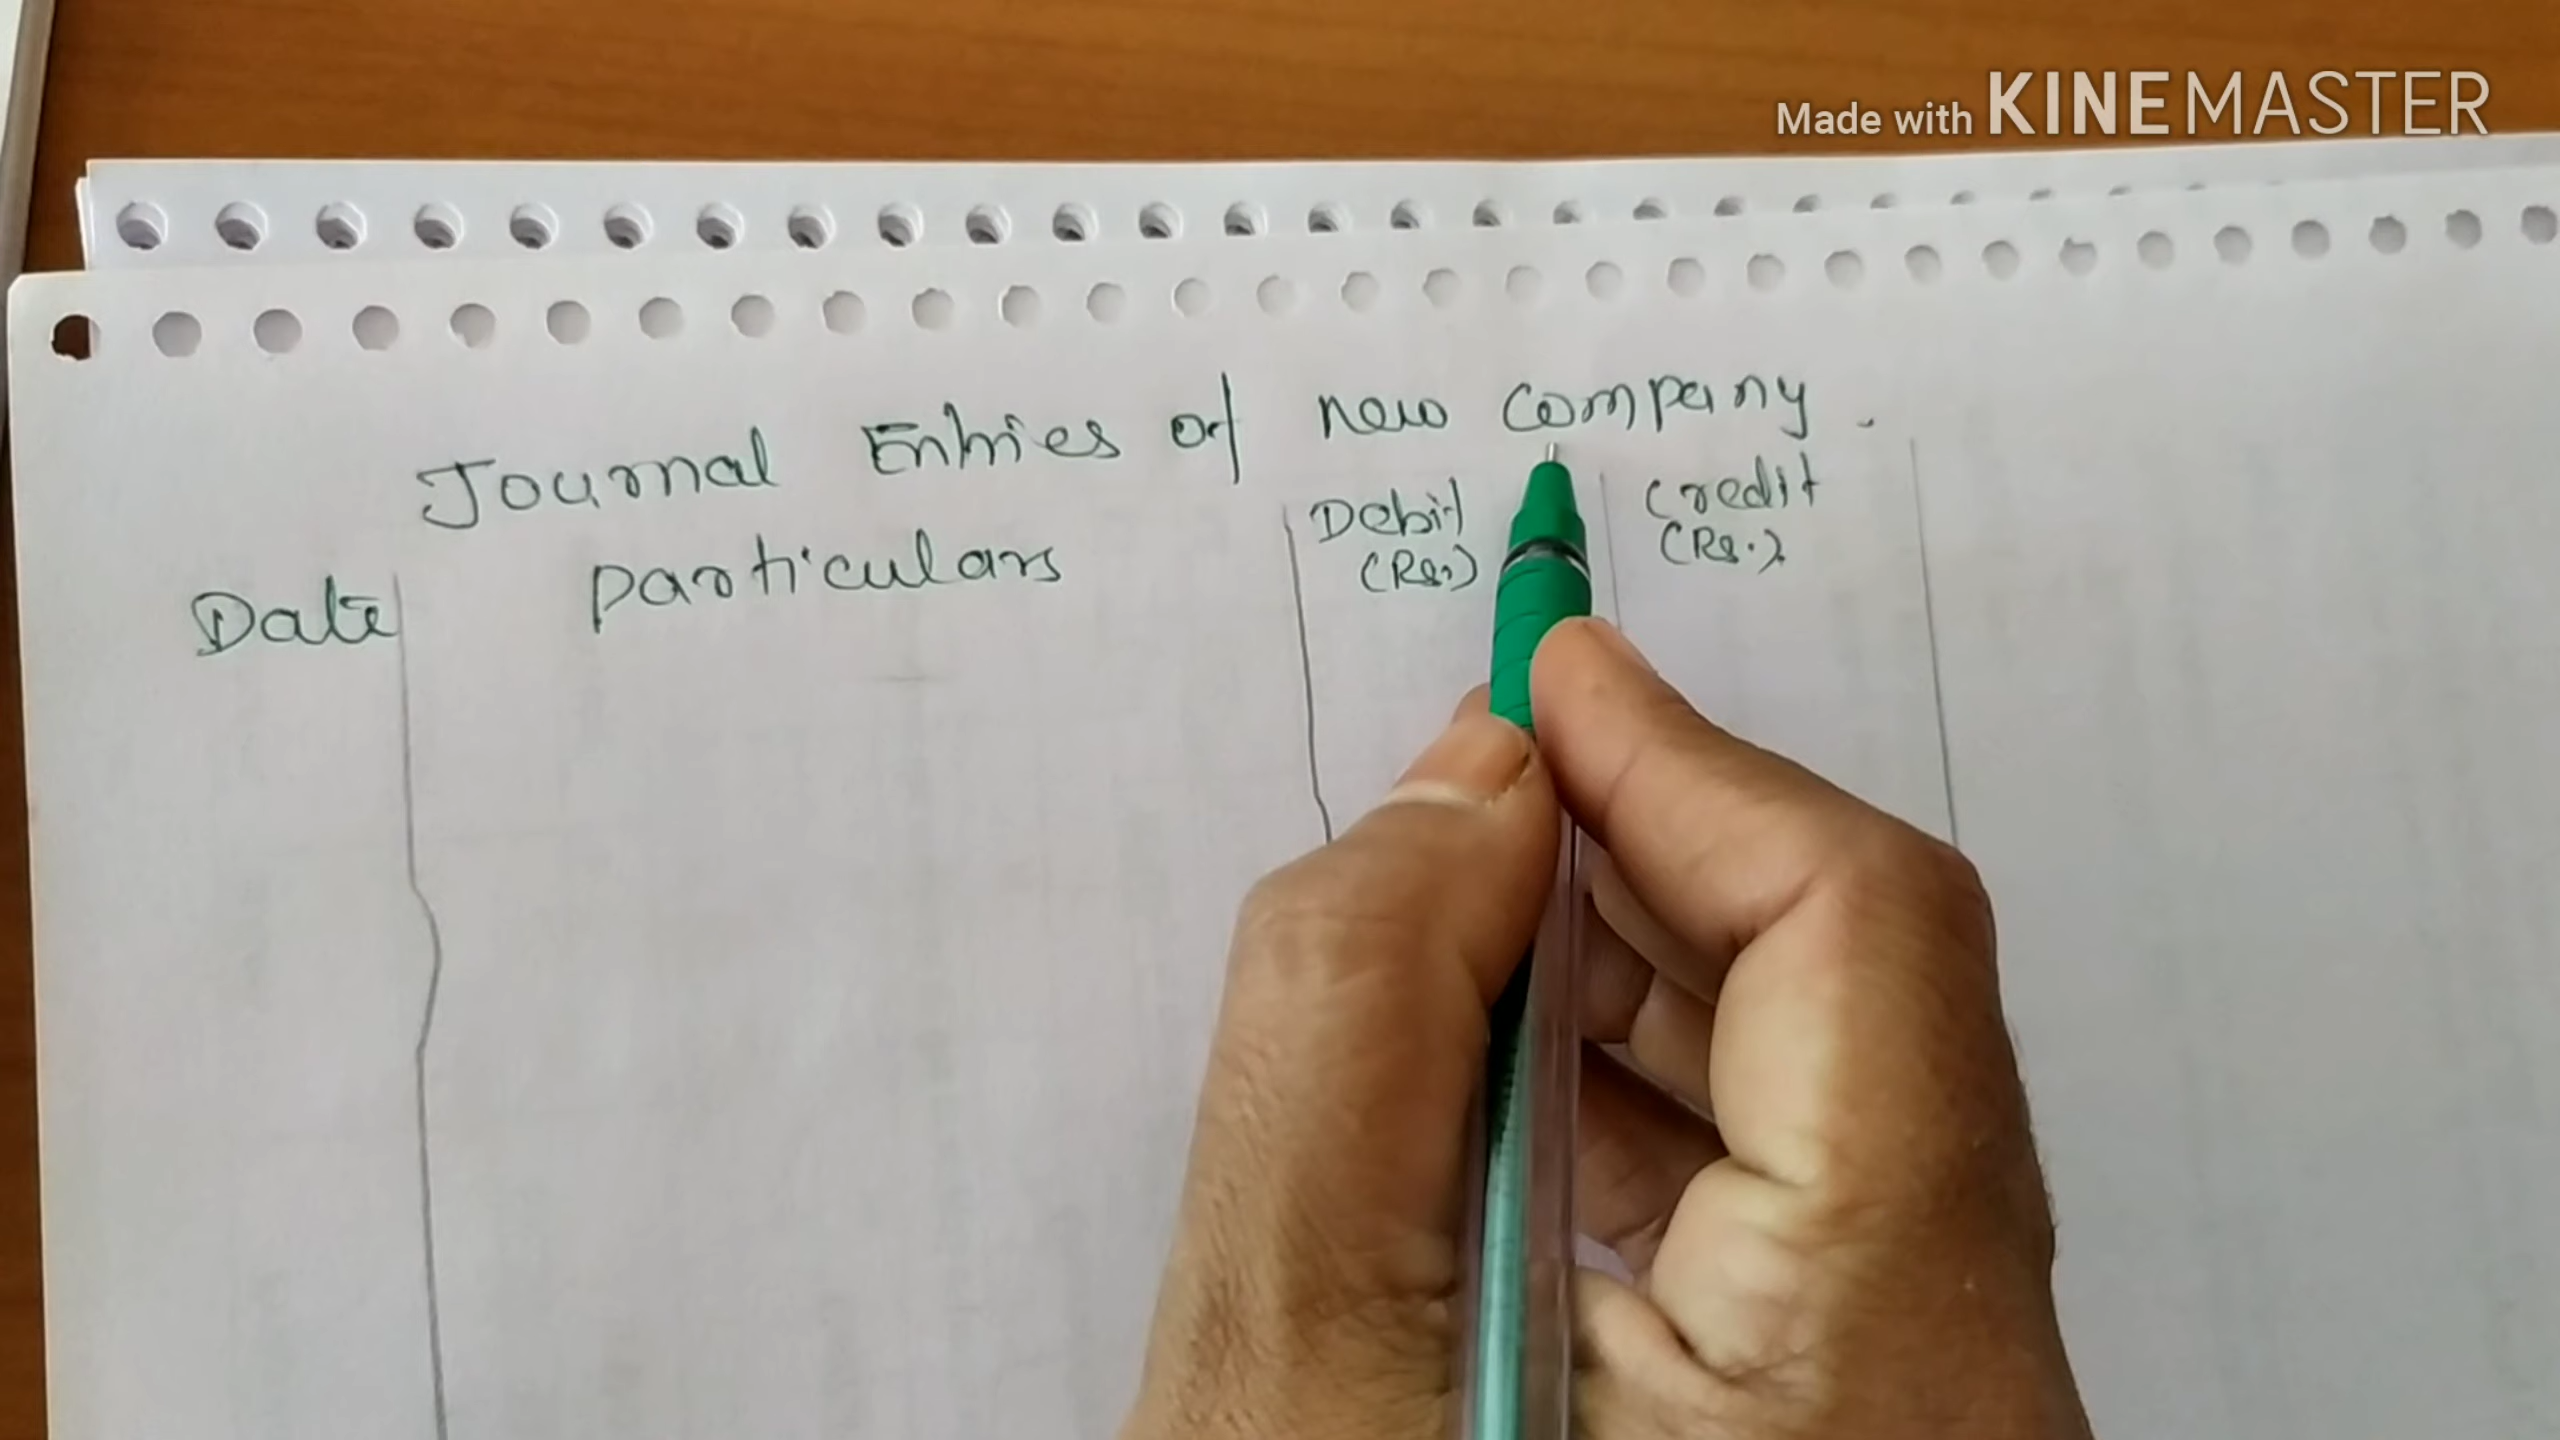 Made with KINEMASTER
Journal Entries of new company.
Date particulars Debit Credit
(Rs.) (Rs.)